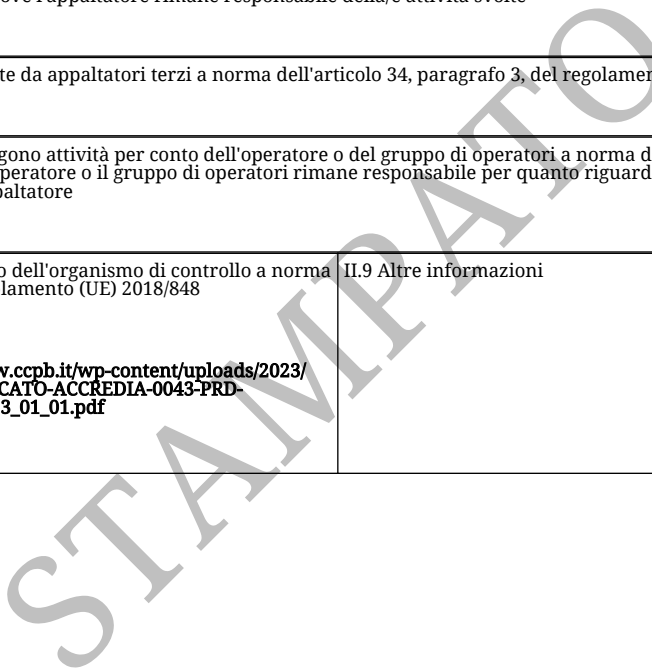 ove l'appaltatore rimane responsabile della/e attività svolte
te da appaltatori terzi a norma dell'articolo 34, paragrafo 3, del regolamen
gono attività per conto dell'operatore o del gruppo di operatori a norma d
peratore o il gruppo di operatori rimane responsabile per quanto riguard
paltatore
o dell'organismo di controllo a norma
lamento (UE) 2018/848
w.ccpb.it/wp-content/uploads/2023/
CATO-ACCREDIA-0043-PRD-
3_01_01.pdf
II.9 Altre informazioni
STAMPATO